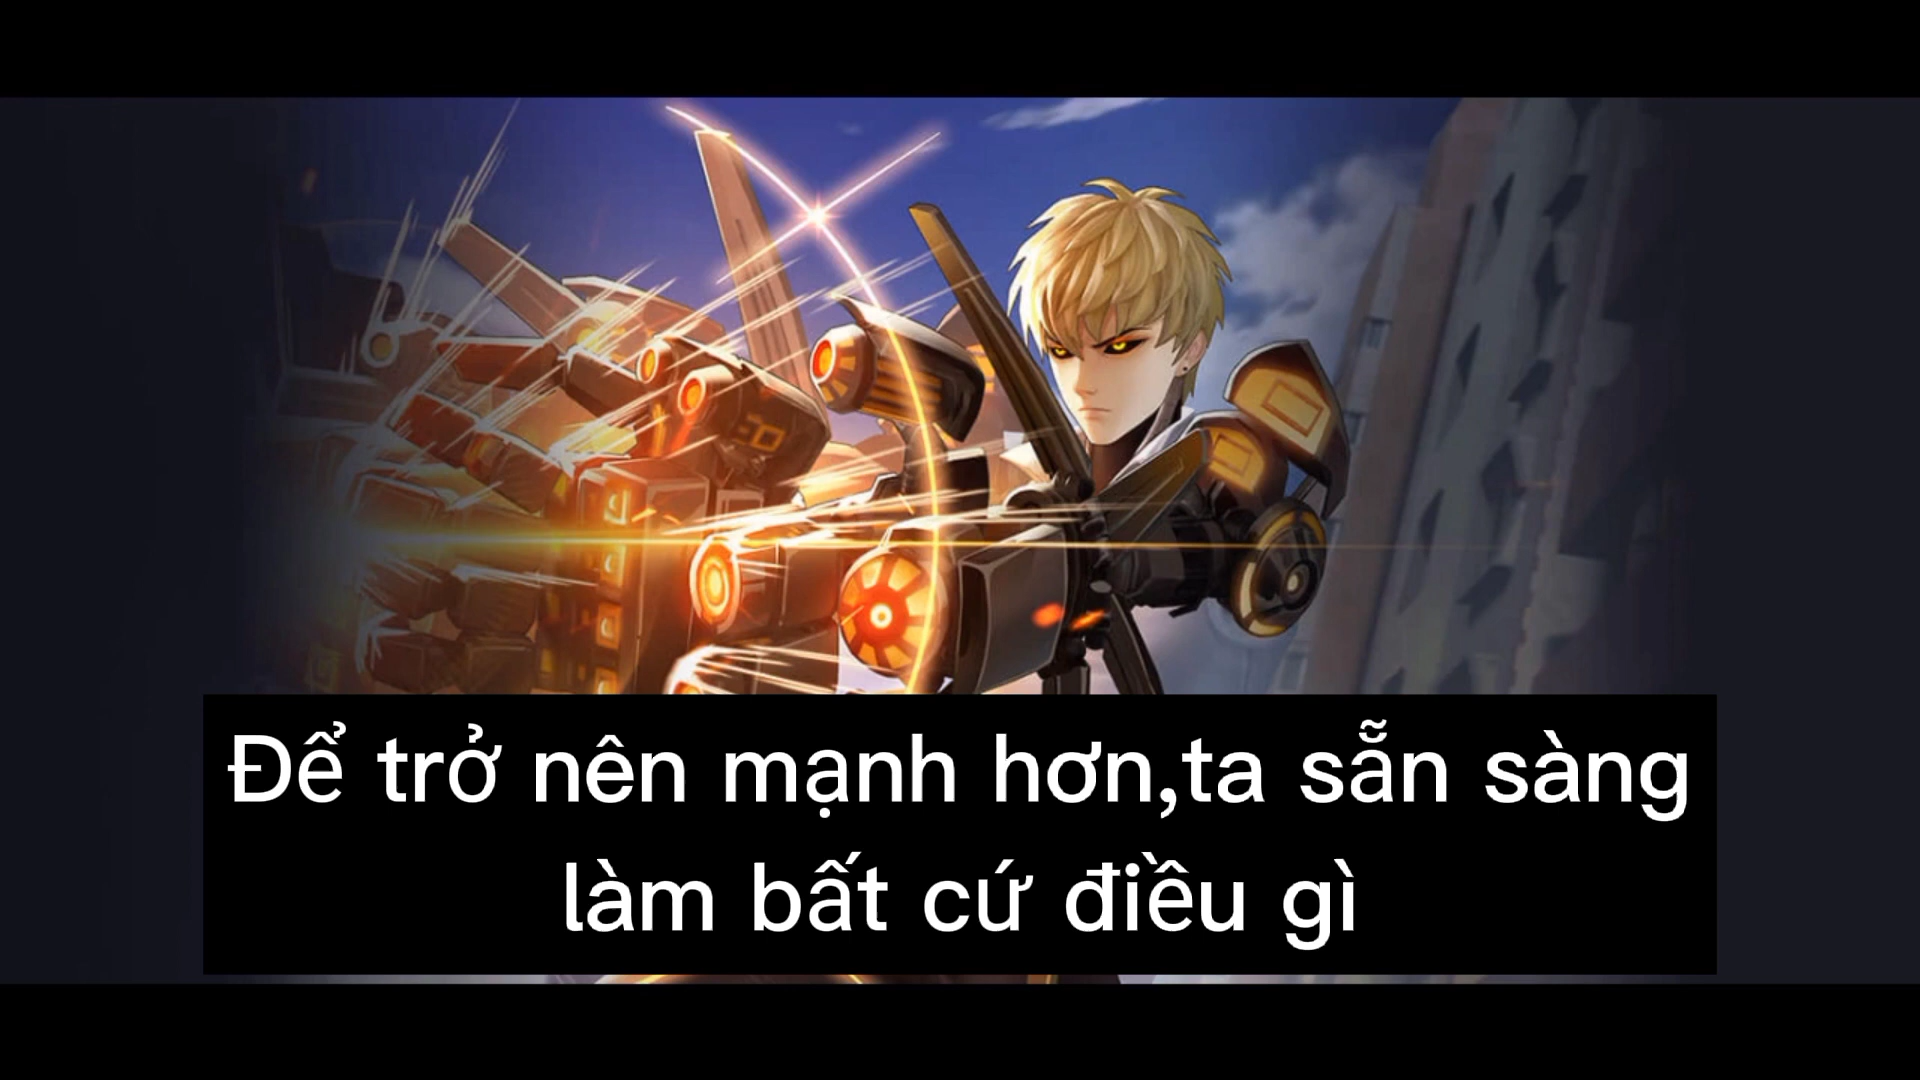 Để trở nên mạnh hơn,ta sẵn sàng
làm bất cứ điều gì